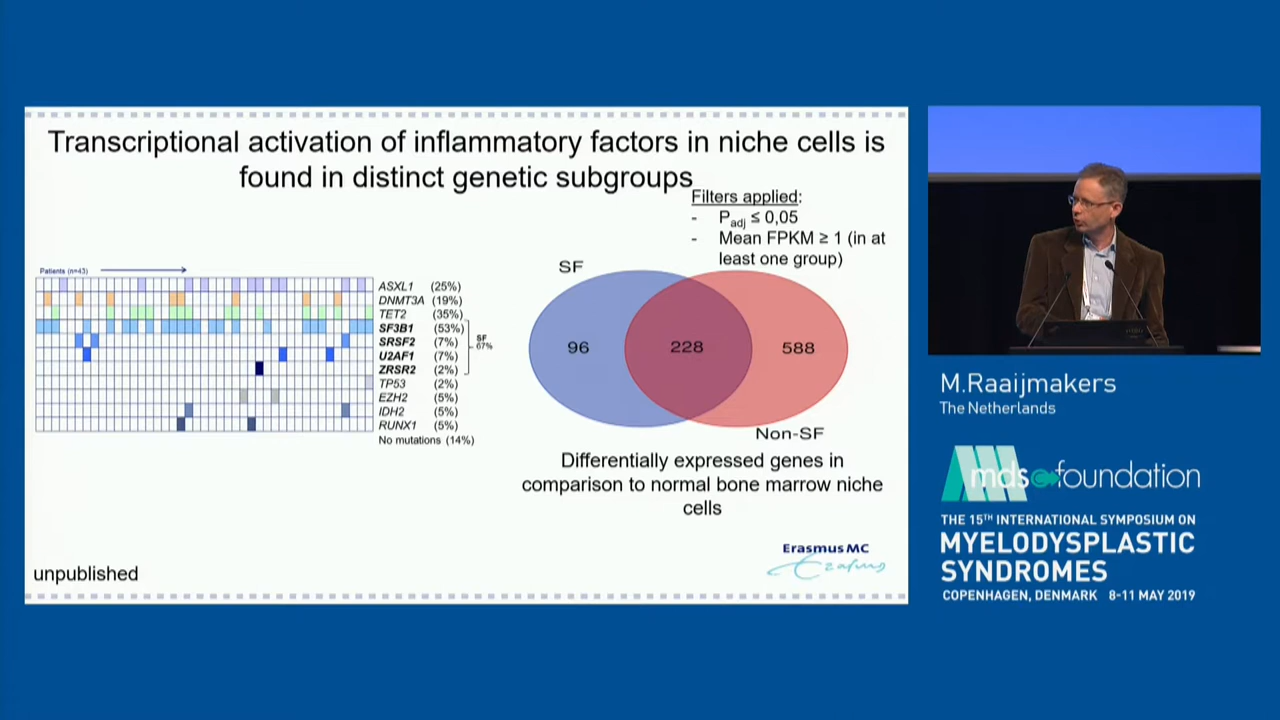 Transcriptional activation of inflammatory factors in niche cells is
found in distinct genetic subgroups
Filters applied:
- Padj ≤ 0,05
- Mean FPKM ≥ 1 (in at
least one group)
Patients (n=43)
ASXL1 (25%)
DNMT3A (19%)
TET2 (35%)
SF3B1 (53%)
SRSF2 (7%)
U2AF1 (7%)
ZRSR2 (2%)
TP53 (2%)
EZH2 (5%)
IDH2 (5%)
RUNX1 (5%)
No mutations (14%)
SF
67%
SF
96
228
588
Non-SF
Differentially expressed genes in
comparison to normal bone marrow niche
cells
Erasmus MC
Erasmus
unpublished
M.Raaijmakers
The Netherlands
mds foundation
THE 15TH INTERNATIONAL SYMPOSIUM ON
MYELODYSPLASTIC
SYNDROMES
COPENHAGEN, DENMARK 8-11 MAY 2019